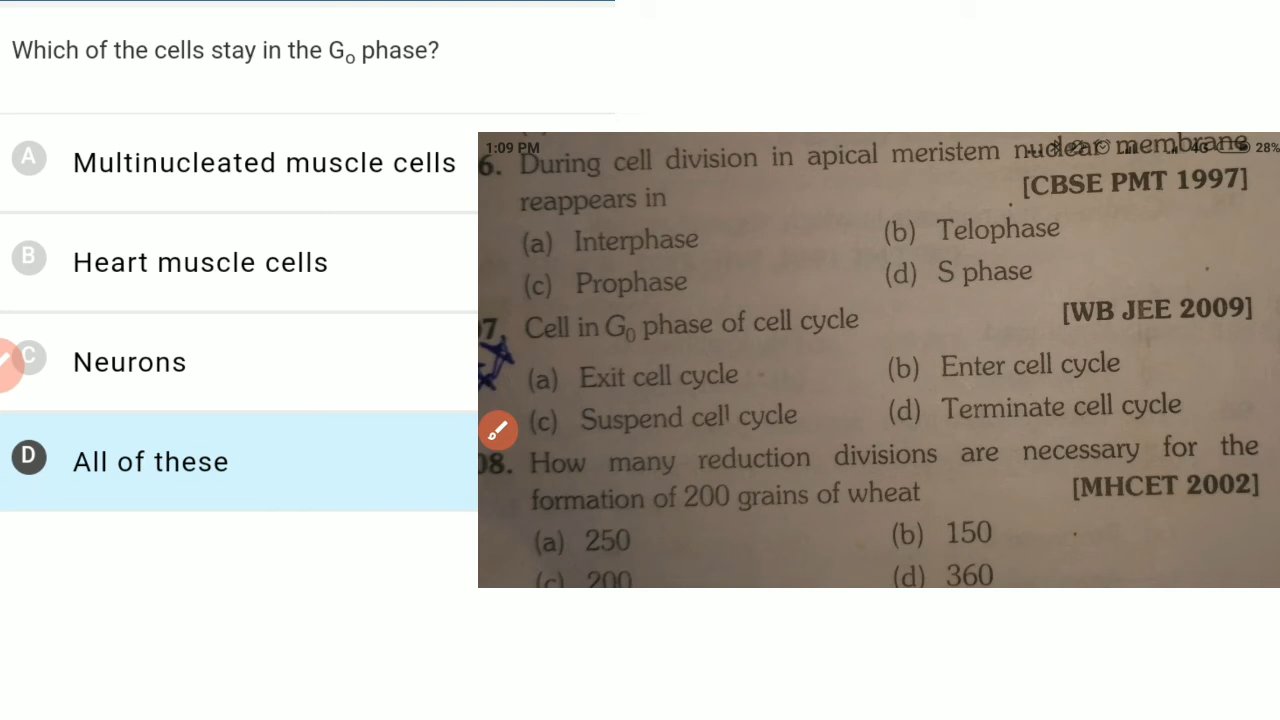 Which of the cells stay in the G₀ phase?
A Multinucleated muscle cells
B Heart muscle cells
C Neurons
D All of these
1:09 PM
4G 28%
6. During cell division in apical meristem nuclear membrane
reappears in [CBSE PMT 1997]
(a) Interphase (b) Telophase
(c) Prophase (d) S phase
07. Cell in G₀ phase of cell cycle [WB JEE 2009]
(a) Exit cell cycle (b) Enter cell cycle
(c) Suspend cell cycle (d) Terminate cell cycle
08. How many reduction divisions are necessary for the
formation of 200 grains of wheat [MHCET 2002]
(a) 250 (b) 150
(c) 200 (d) 360